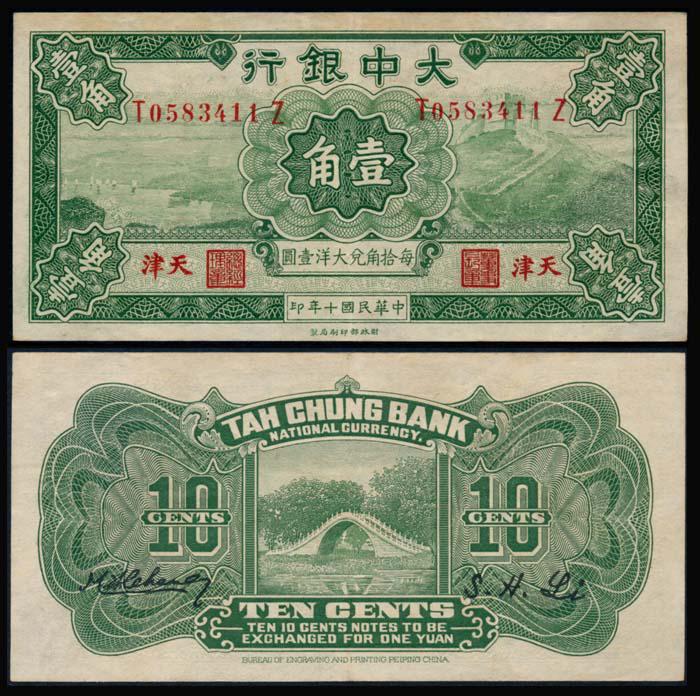 壹角
壹角
大中銀行
T0583411 Z
T0583411 Z
壹角
天津
天津
每拾角兌大洋壹圓
壹角
壹角
中華民國十年印
財政部印刷局製
TAH CHUNG BANK
NATIONAL CURRENCY.
10
CENTS
10
CENTS
S. H. Li
TEN CENTS
TEN 10 CENTS NOTES TO BE
EXCHANGED FOR ONE YUAN
BUREAU OF ENGRAVING AND PRINTING PEIPING CHINA.